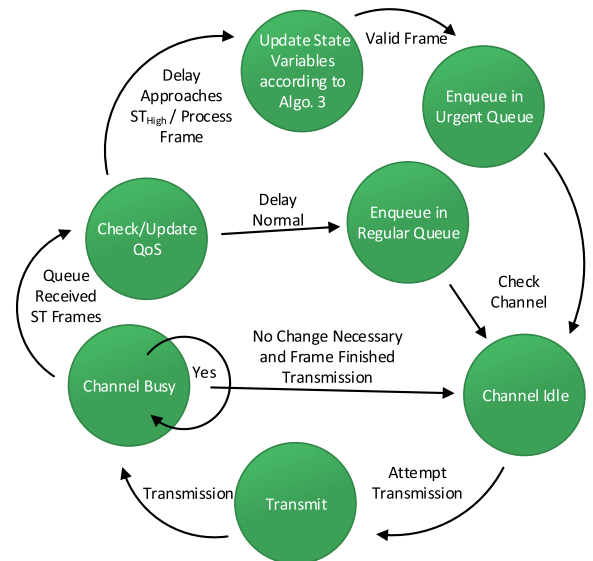 Update State
Variables
according to
Algo. 3
Valid Frame
Enqueue in
Urgent Queue
Delay
Approaches
STHigh / Process
Frame
Check/Update
QoS
Delay
Normal
Enqueue in
Regular Queue
Queue
Received
ST Frames
Check
Channel
Channel Busy
Yes
No Change Necessary
and Frame Finished
Transmission
Channel Idle
Transmission
Transmit
Attempt
Transmission